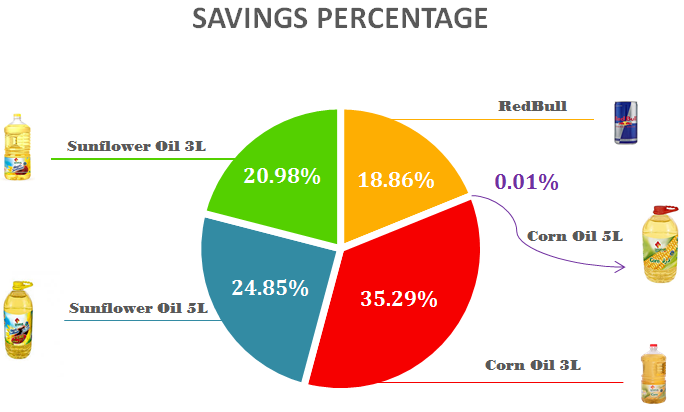 SAVINGS PERCENTAGE
RedBull
Sunflower Oil 3L
20.98%
18.86%
0.01%
Corn Oil 5L
24.85%
35.29%
Sunflower Oil 5L
Corn Oil 3L